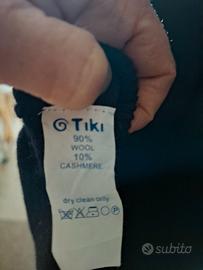 Tiki
90%
WOOL
10%
CASHMERE
dry clean only
subito